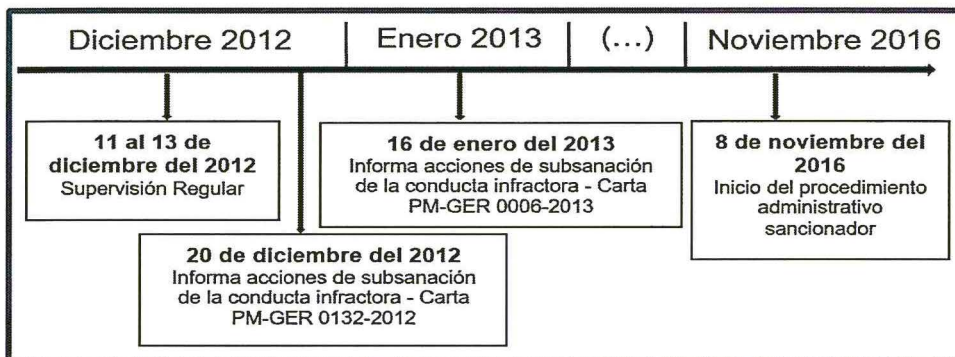 Diciembre 2012
Enero 2013
(...)
Noviembre 2016
11 al 13 de
diciembre del 2012
Supervisión Regular
20 de diciembre del 2012
Informa acciones de subsanación
de la conducta infractora - Carta
PM-GER 0132-2012
16 de enero del 2013
Informa acciones de subsanación
de la conducta infractora - Carta
PM-GER 0006-2013
8 de noviembre del
2016
Inicio del procedimiento
administrativo
sancionador